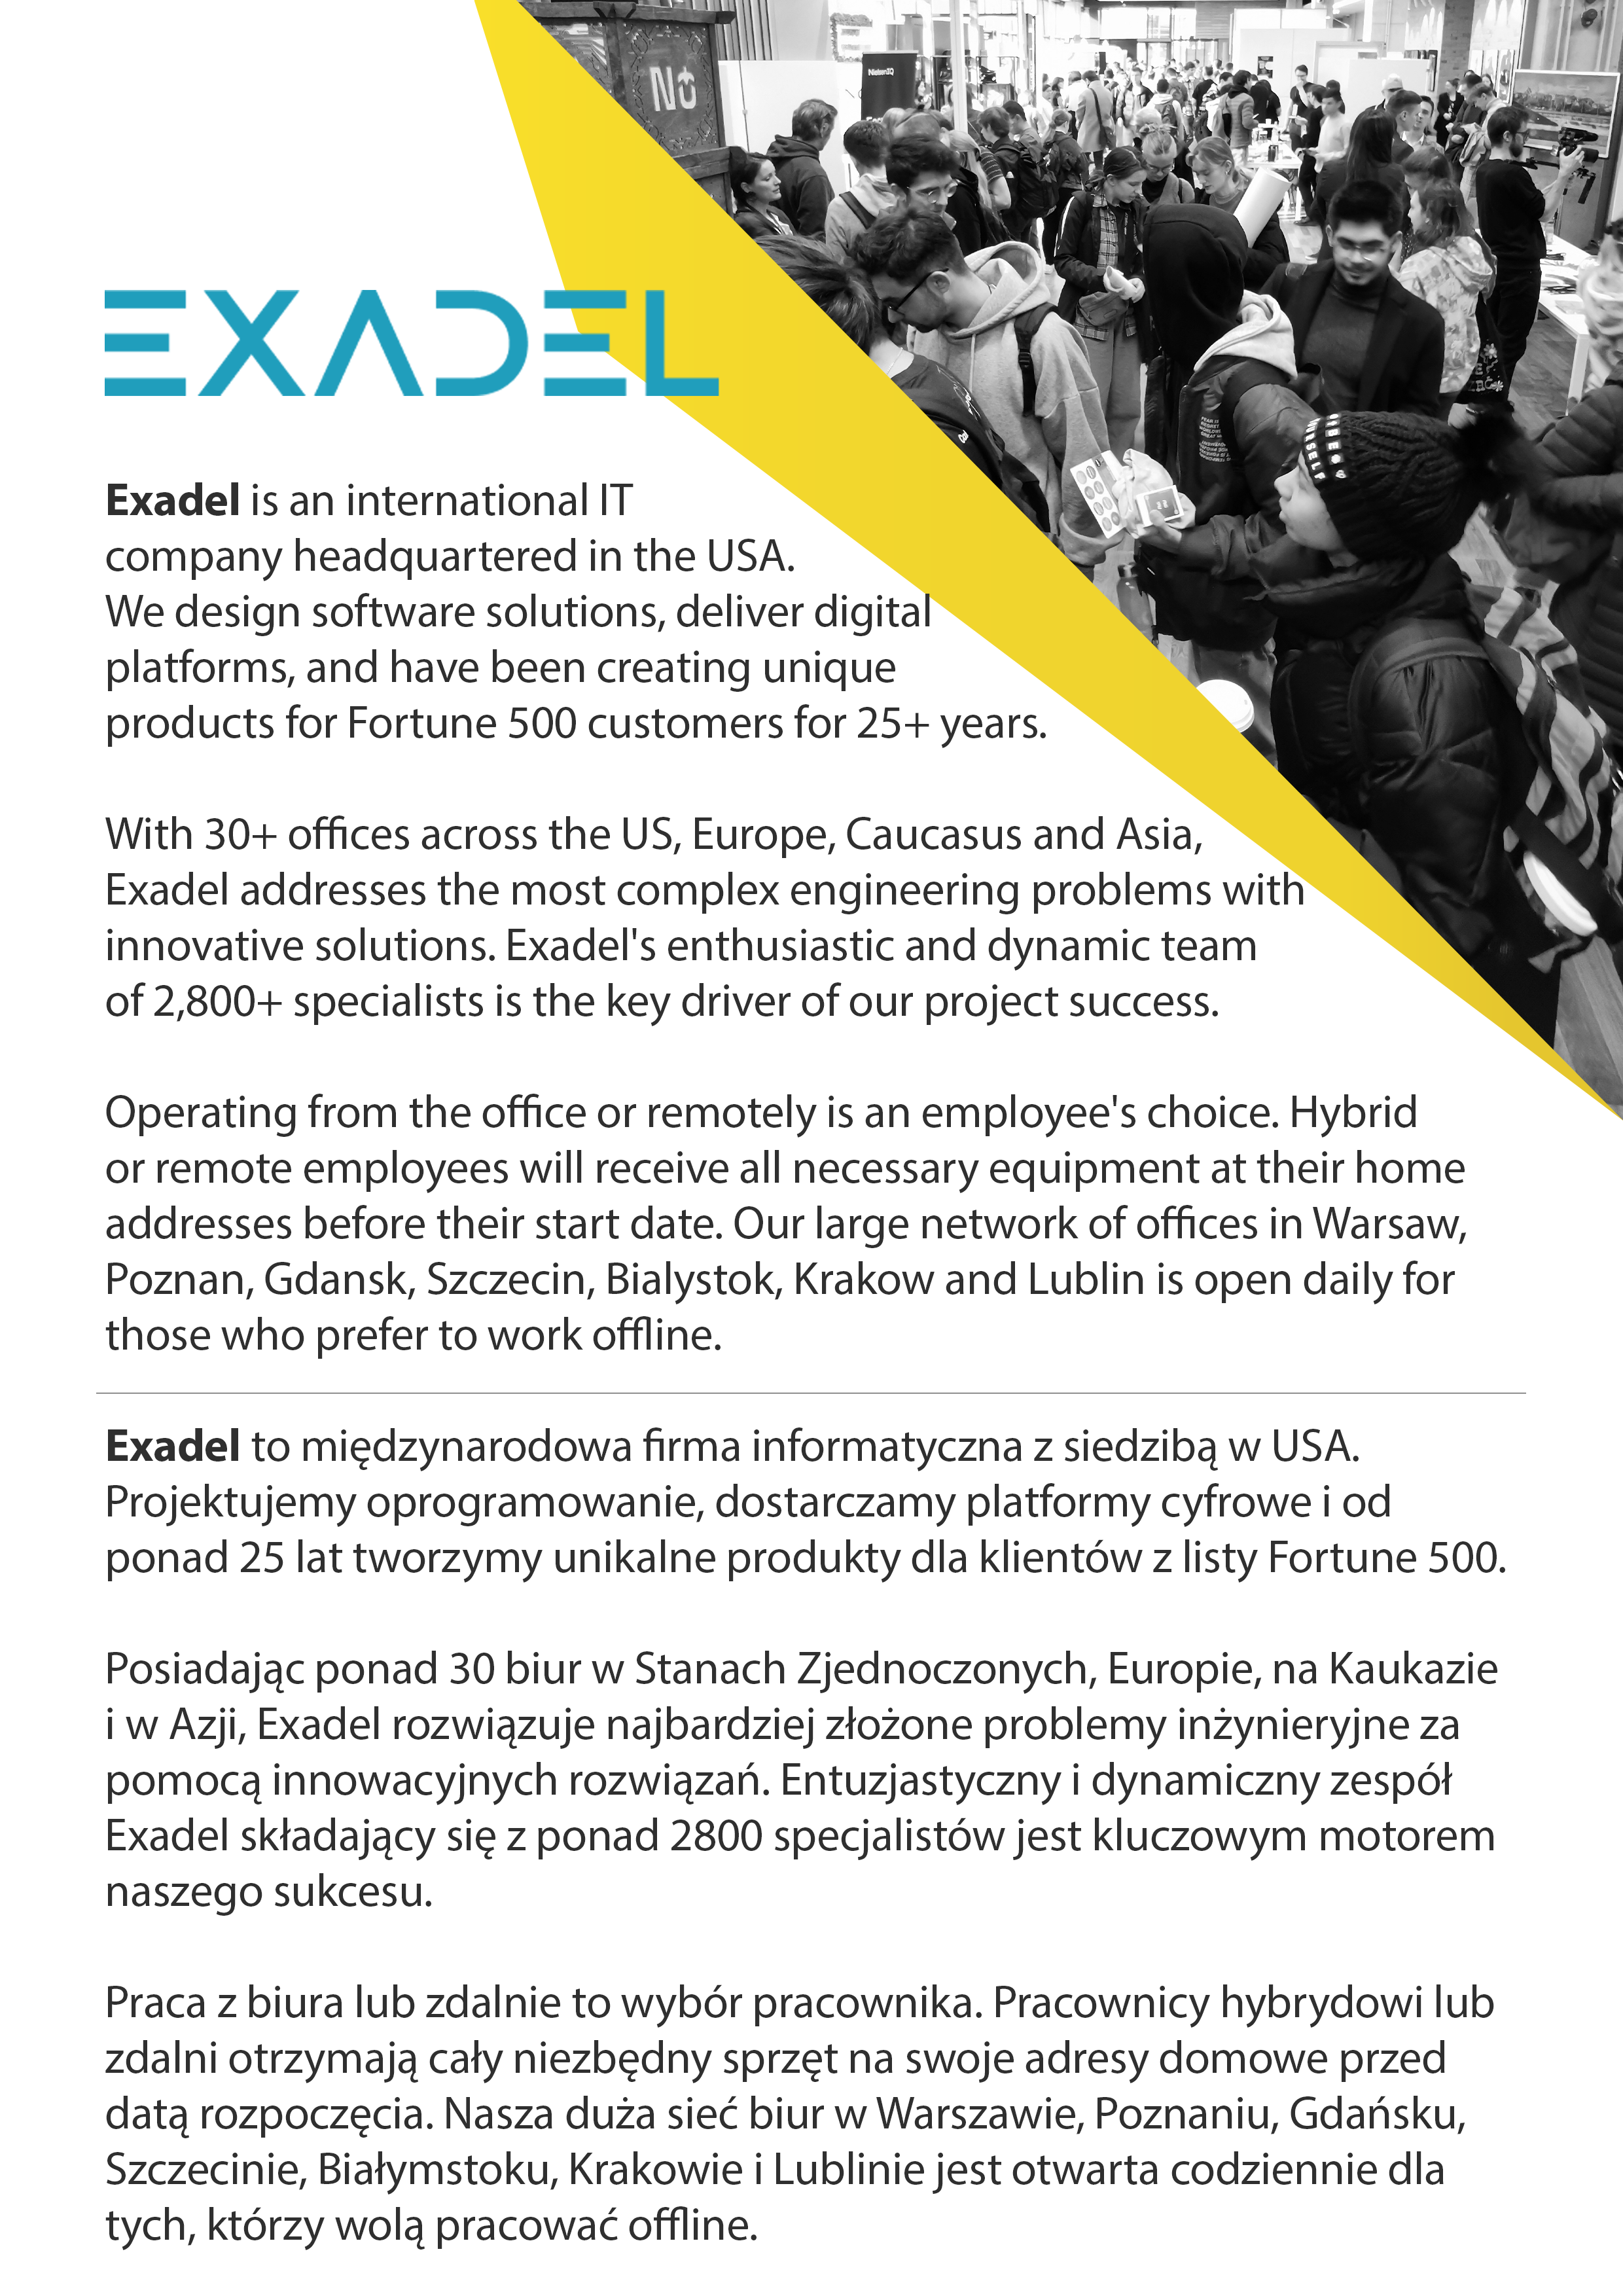 NO
NielsenIQ
EXADEL
Exadel is an international IT
company headquartered in the USA.
We design software solutions, deliver digital
platforms, and have been creating unique
products for Fortune 500 customers for 25+ years.
With 30+ offices across the US, Europe, Caucasus and Asia,
Exadel addresses the most complex engineering problems with
innovative solutions. Exadel's enthusiastic and dynamic team
of 2,800+ specialists is the key driver of our project success.
Operating from the office or remotely is an employee's choice. Hybrid
or remote employees will receive all necessary equipment at their home
addresses before their start date. Our large network of offices in Warsaw,
Poznan, Gdansk, Szczecin, Bialystok, Krakow and Lublin is open daily for
those who prefer to work offline.
Exadel to międzynarodowa firma informatyczna z siedzibą w USA.
Projektujemy oprogramowanie, dostarczamy platformy cyfrowe i od
ponad 25 lat tworzymy unikalne produkty dla klientów z listy Fortune 500.
Posiadając ponad 30 biur w Stanach Zjednoczonych, Europie, na Kaukazie
i w Azji, Exadel rozwiązuje najbardziej złożone problemy inżynieryjne za
pomocą innowacyjnych rozwiązań. Entuzjastyczny i dynamiczny zespół
Exadel składający się z ponad 2800 specjalistów jest kluczowym motorem
naszego sukcesu.
Praca z biura lub zdalnie to wybór pracownika. Pracownicy hybrydowi lub
zdalni otrzymają cały niezbędny sprzęt na swoje adresy domowe przed
datą rozpoczęcia. Nasza duża sieć biur w Warszawie, Poznaniu, Gdańsku,
Szczecinie, Białymstoku, Krakowie i Lublinie jest otwarta codziennie dla
tych, którzy wolą pracować offline.